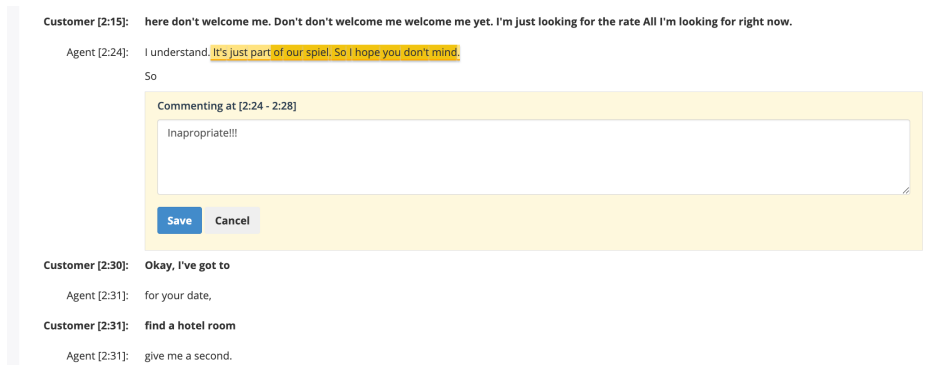 Customer [2:15]: here don't welcome me. Don't don't welcome me welcome me yet. I'm just looking for the rate All I'm looking for right now.
Agent [2:24]: I understand. It's just part of our spiel. So I hope you don't mind.
So
Commenting at [2:24 - 2:28]
Inapropriate!!!
Save Cancel
Customer [2:30]: Okay, I've got to
Agent [2:31]: for your date,
Customer [2:31]: find a hotel room
Agent [2:31]: give me a second.